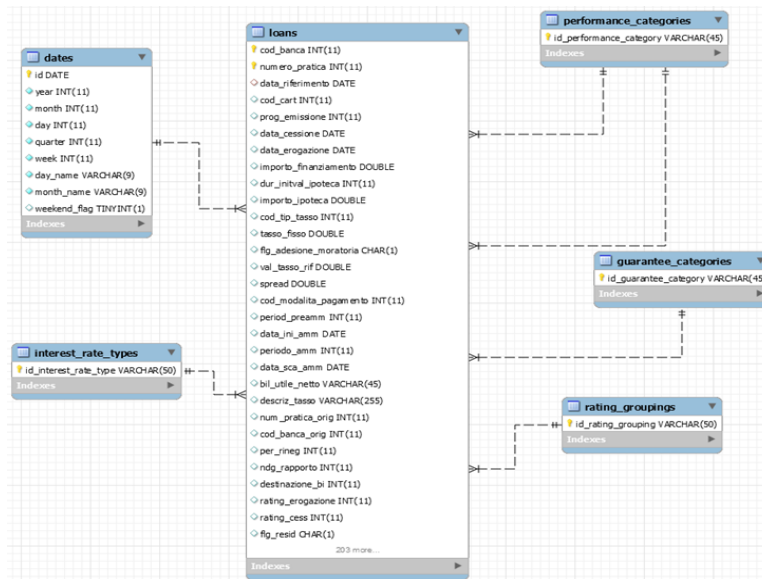 dates
id DATE
year INT(11)
month INT(11)
day INT(11)
quarter INT(11)
week INT(11)
day_name VARCHAR(9)
month_name VARCHAR(9)
weekend_flag TINYINT(1)
Indexes
interest_rate_types
id_interest_rate_type VARCHAR(50)
Indexes
loans
cod_banca INT(11)
numero_pratica INT(11)
data_riferimento DATE
cod_cart INT(11)
prog_emissione INT(11)
data_cessione DATE
data_erogazione DATE
importo_finanziamento DOUBLE
dur_initval_ipoteca INT(11)
importo_ipoteca DOUBLE
cod_tip_tasso INT(11)
tasso_fisso DOUBLE
flg_adesione_moratoria CHAR(1)
val_tasso_rif DOUBLE
spread DOUBLE
cod_modalita_pagamento INT(11)
period_preamm INT(11)
data_ini_amm DATE
periodo_amm INT(11)
data_sca_amm DATE
bil_utile_netto VARCHAR(45)
descriz_tasso VARCHAR(255)
num_pratica_orig INT(11)
cod_banca_orig INT(11)
per_rineg INT(11)
ndg_rapporto INT(11)
destinazione_bi INT(11)
rating_erogazione INT(11)
rating_cess INT(11)
flg_resid CHAR(1)
203 more...
Indexes
performance_categories
id_performance_category VARCHAR(45)
Indexes
guarantee_categories
id_guarantee_category VARCHAR(45
Indexes
rating_groupings
id_rating_grouping VARCHAR(50)
Indexes